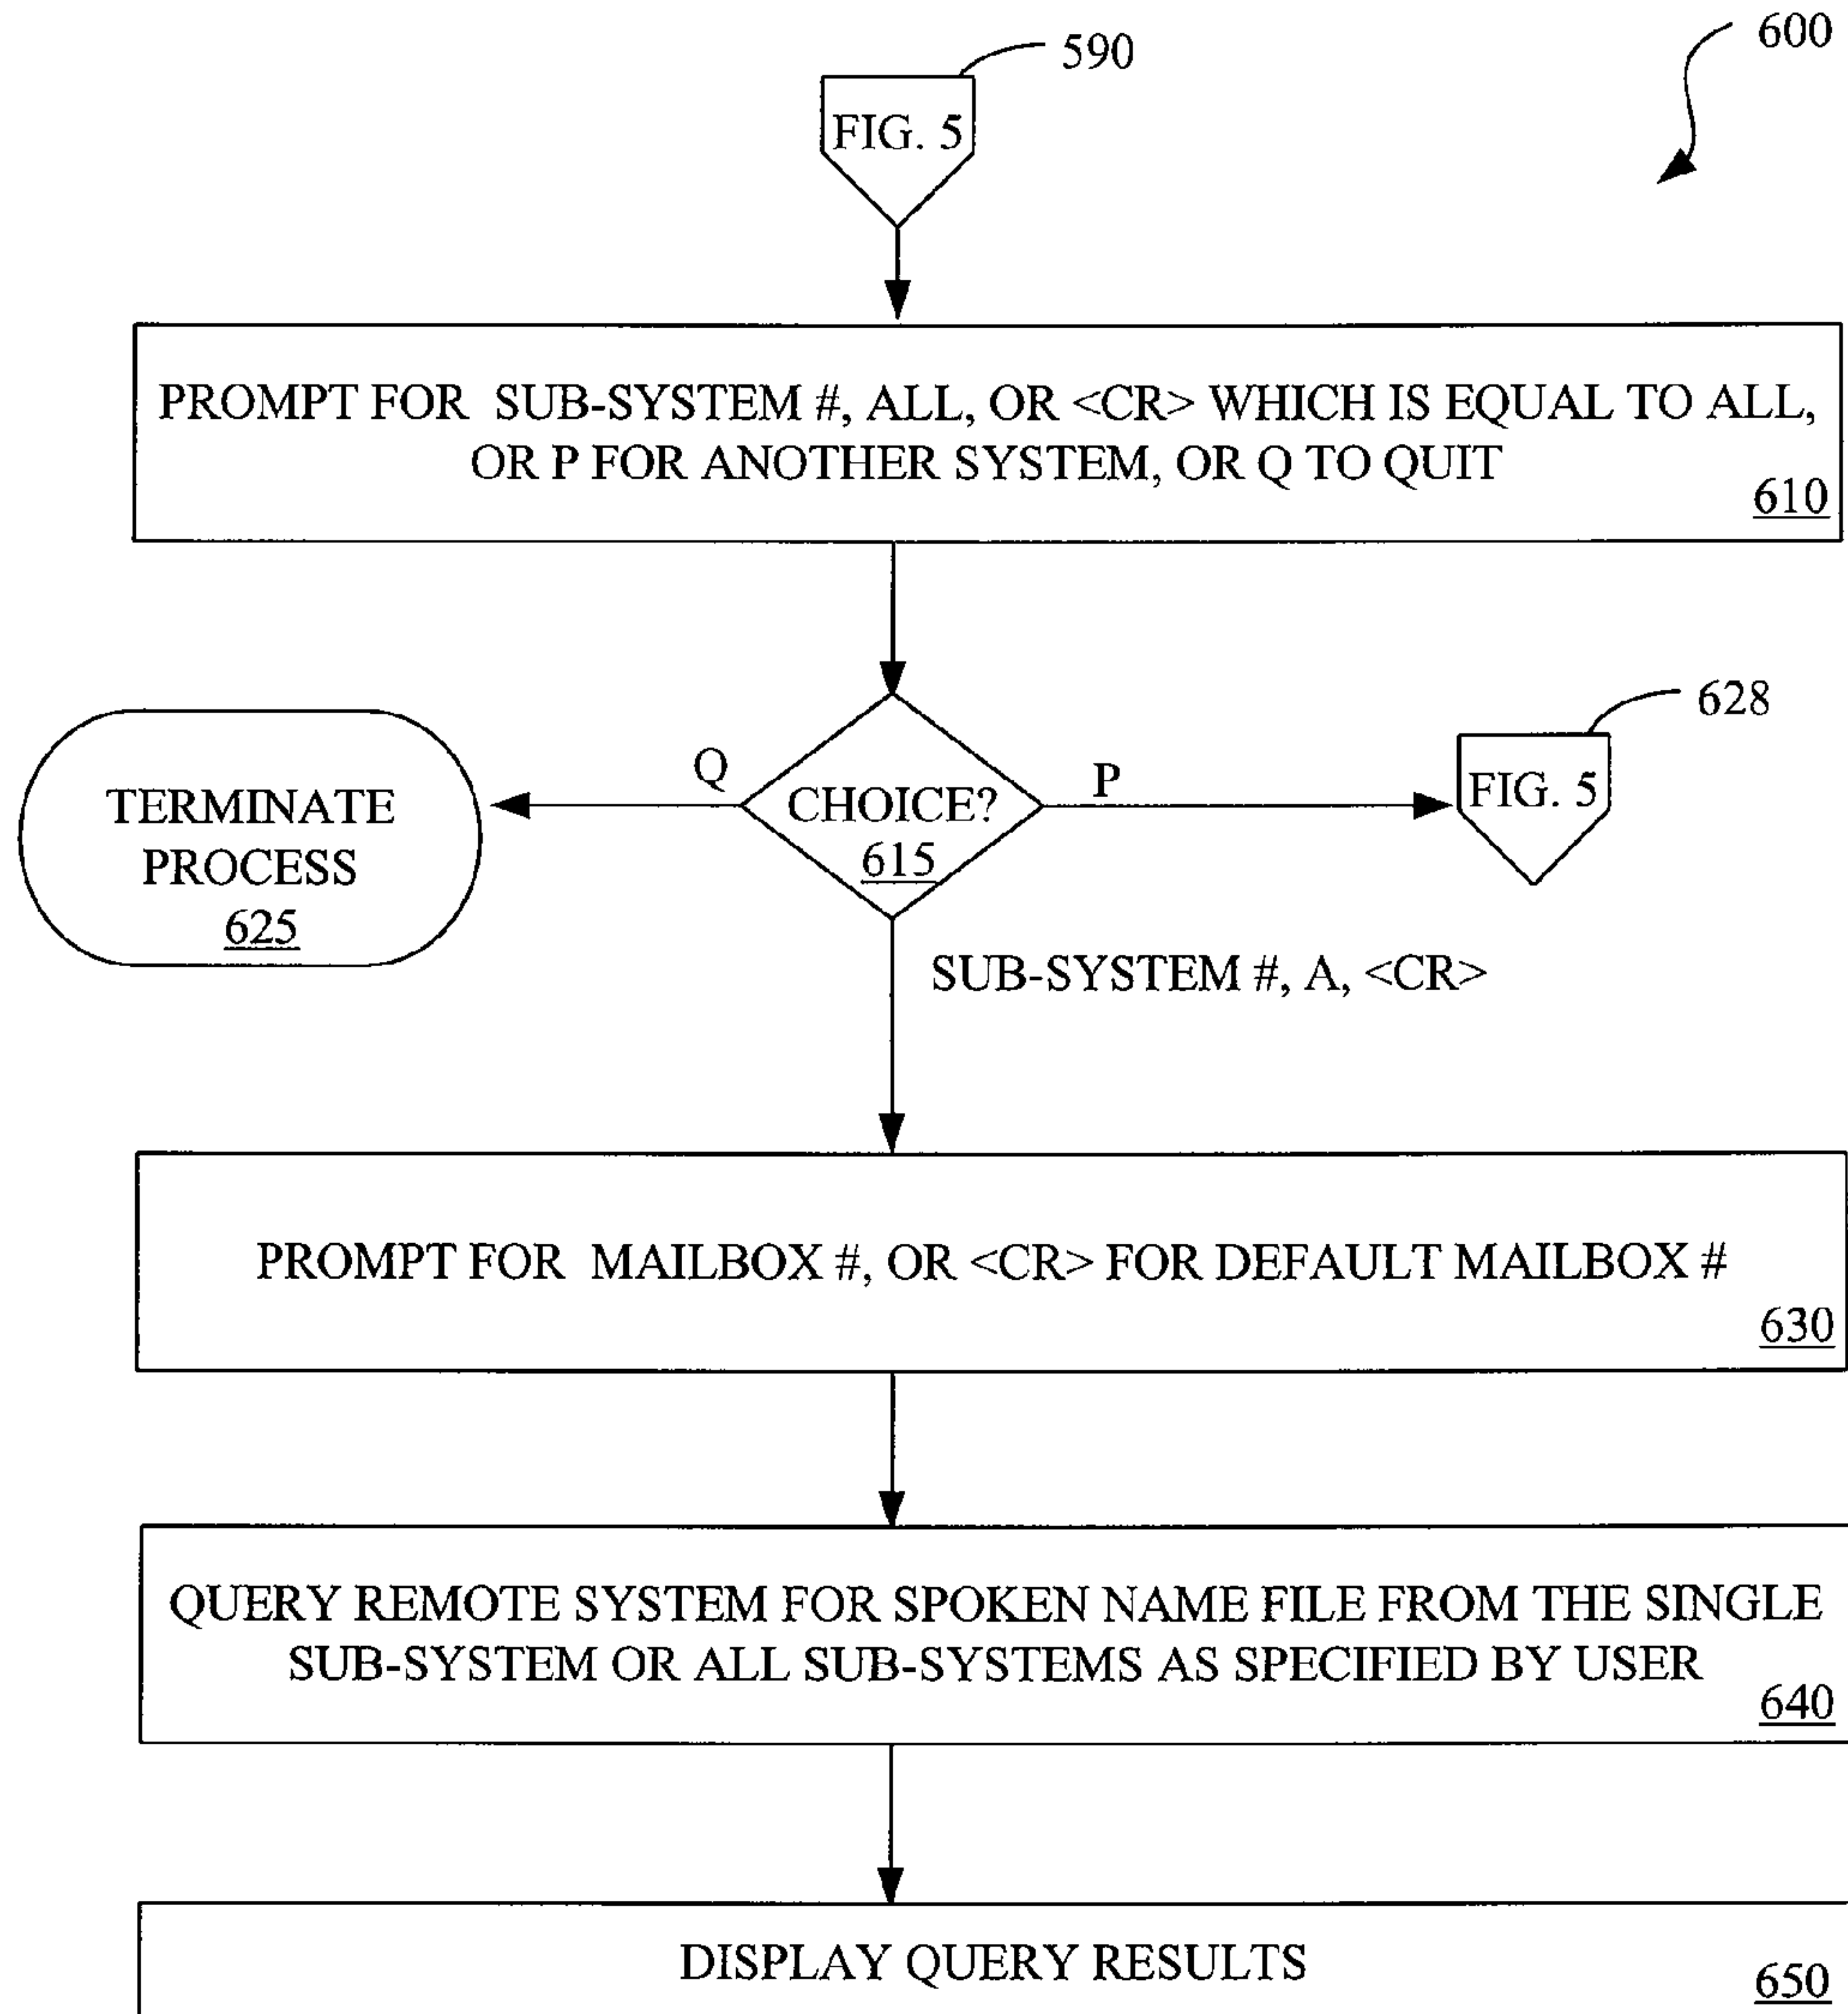 600
590
FIG. 5
PROMPT FOR SUB-SYSTEM #, ALL, OR <CR> WHICH IS EQUAL TO ALL,
OR P FOR ANOTHER SYSTEM, OR Q TO QUIT
610
628
Q
P
FIG. 5
CHOICE?
615
TERMINATE
PROCESS
625
SUB-SYSTEM #, A, <CR>
PROMPT FOR MAILBOX #, OR <CR> FOR DEFAULT MAILBOX #
630
QUERY REMOTE SYSTEM FOR SPOKEN NAME FILE FROM THE SINGLE
SUB-SYSTEM OR ALL SUB-SYSTEMS AS SPECIFIED BY USER
640
DISPLAY QUERY RESULTS
650